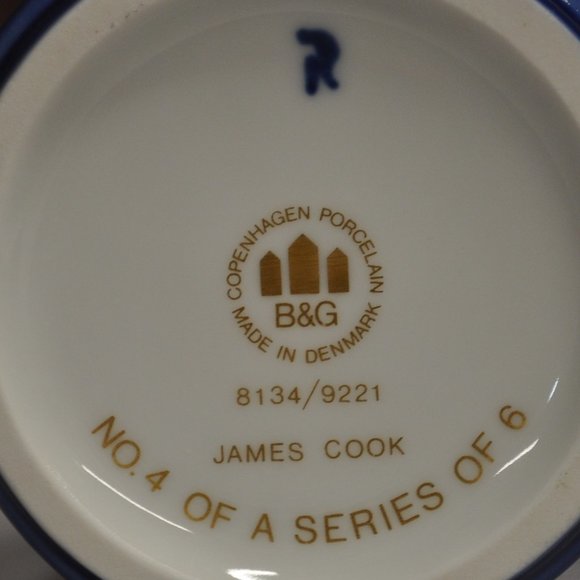 R
COPENHAGEN PORCELAIN
B&G
MADE IN DENMARK
8134/9221
JAMES COOK
NO.4 OF A SERIES OF 6